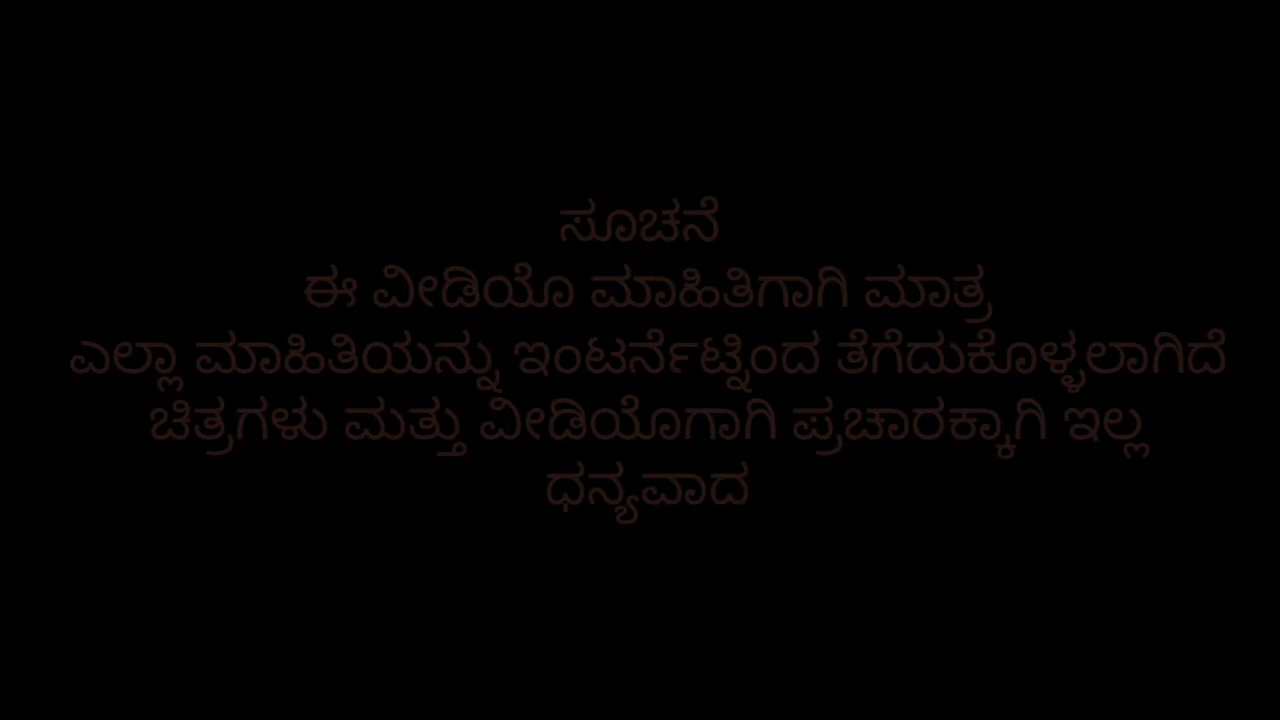 ಸೂಚನೆ
ಈ ವೀಡಿಯೊ ಮಾಹಿತಿಗಾಗಿ ಮಾತ್ರ
ಎಲ್ಲಾ ಮಾಹಿತಿಯನ್ನು ಇಂಟರ್ನೆಟ್ನಿಂದ ತೆಗೆದುಕೊಳ್ಳಲಾಗಿದೆ
ಚಿತ್ರಗಳು ಮತ್ತು ವೀಡಿಯೊಗಾಗಿ ಪ್ರಚಾರಕ್ಕಾಗಿ ಇಲ್ಲ
ಧನ್ಯವಾದ